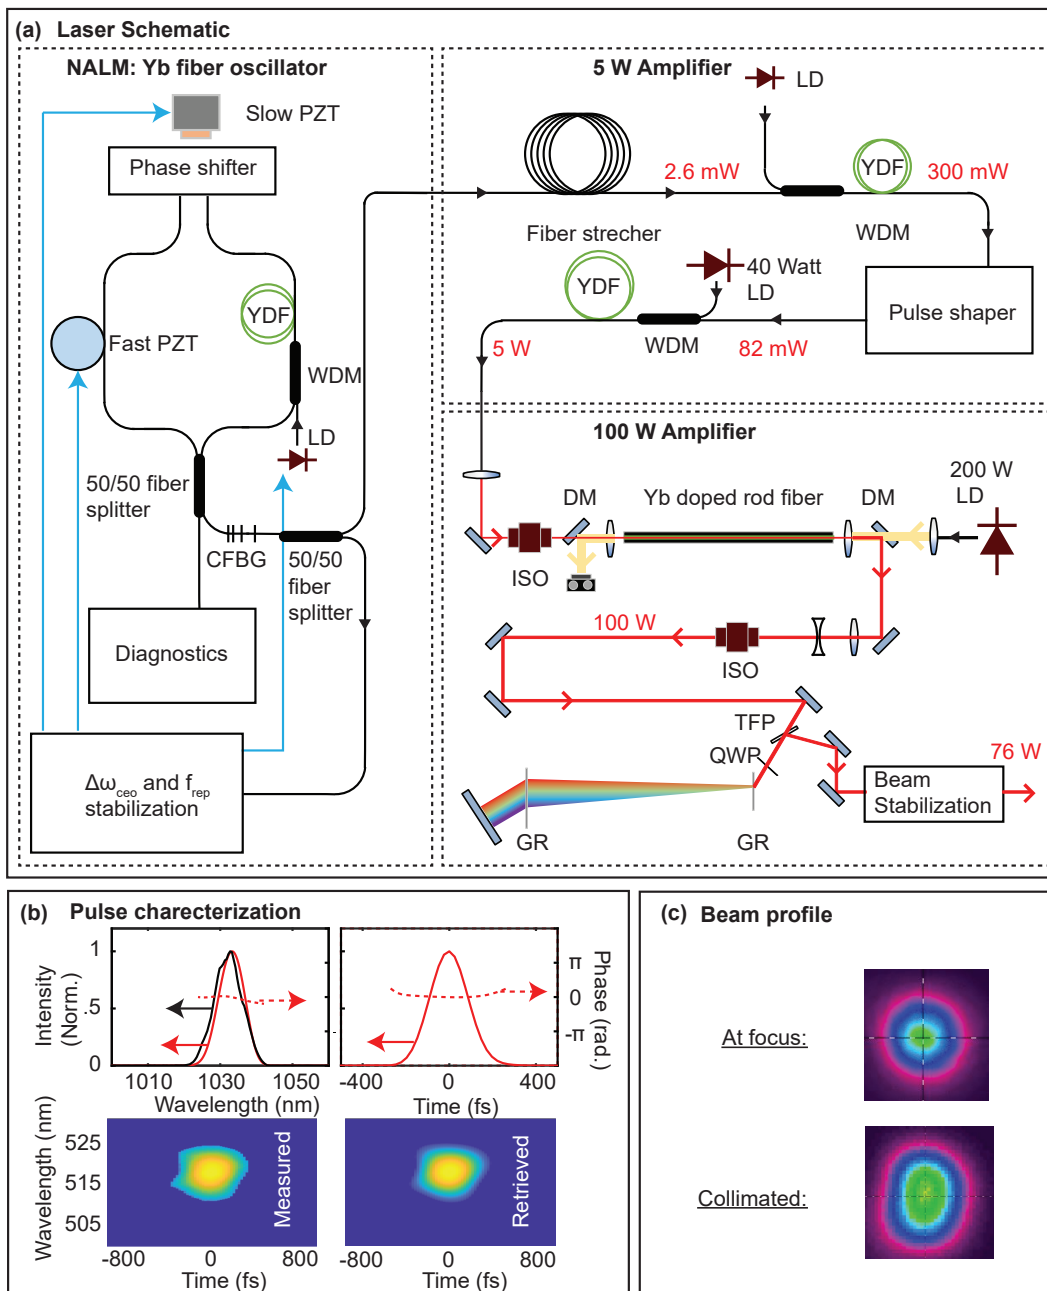 (a) Laser Schematic
NALM: Yb fiber oscillator
Slow PZT
Phase shifter
Fast PZT
YDF
WDM
LD
50/50 fiber
splitter
CFBG
50/50
fiber
splitter
Diagnostics
Δω_ceo and f_rep
stabilization
5 W Amplifier
LD
2.6 mW
YDF
300 mW
WDM
Fiber strecher
YDF
40 Watt
LD
Pulse shaper
5 W
WDM
82 mW
100 W Amplifier
200 W
LD
DM
Yb doped rod fiber
DM
ISO
100 W
ISO
TFP
QWP
76 W
Beam
Stabilization
GR
GR
(b) Pulse charecterization
Intensity
(Norm.)
1
.5
0
1010
1030
1050
Wavelength (nm)
π
0
-π
Phase (rad.)
-400
0
400
Time (fs)
Wavelength (nm)
525
515
505
Measured
Retrieved
-800
0
800
-800
0
800
Time (fs)
Time (fs)
(c) Beam profile
At focus:
Collimated: